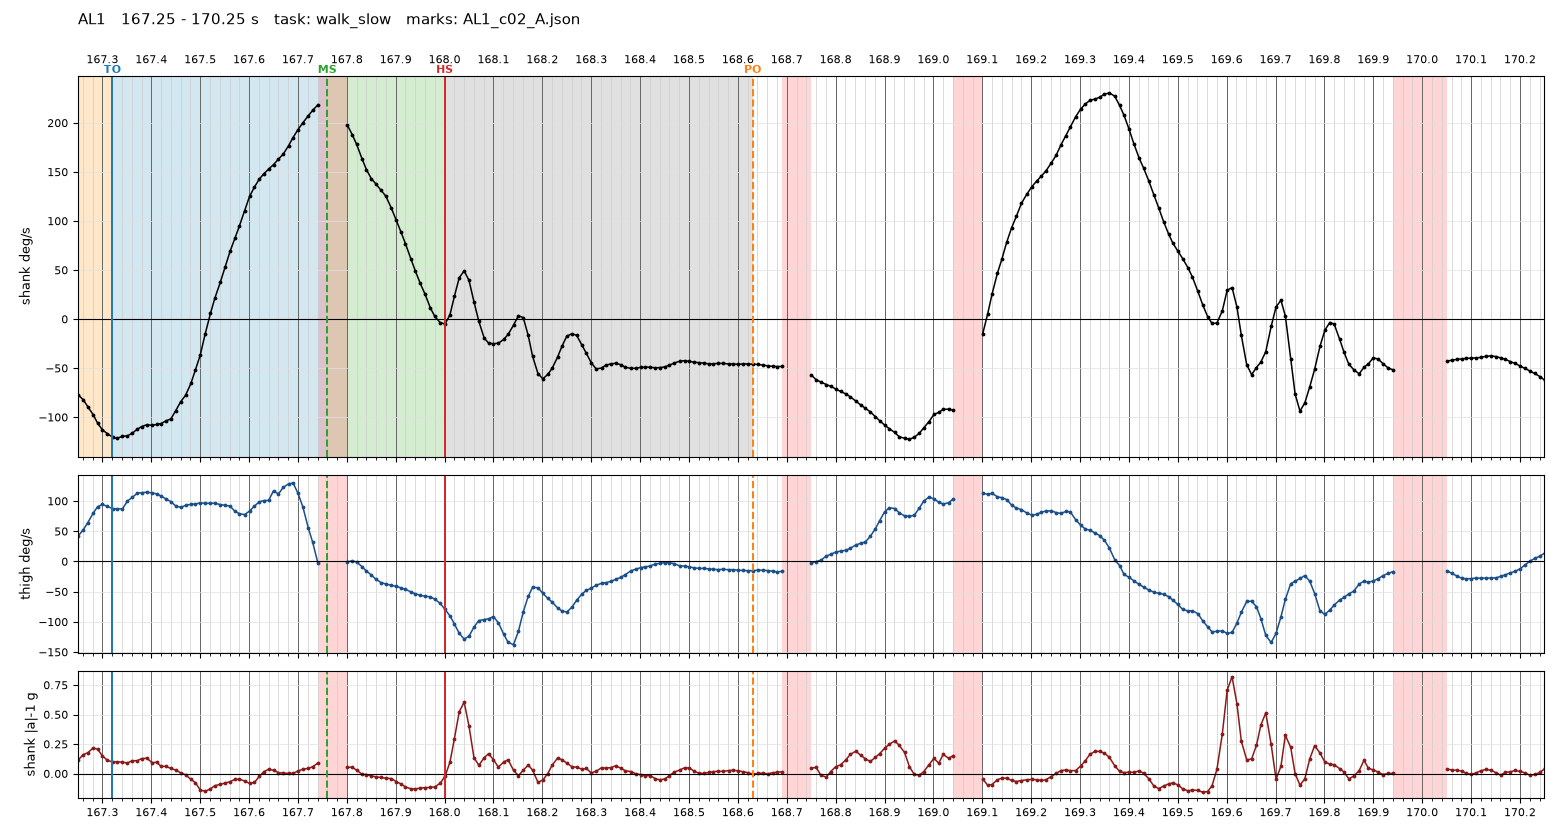 AL1   167.25 - 170.25 s   task: walk_slow   marks: AL1_c02_A.json
167.3 167.4 167.5 167.6 167.7 167.8 167.9 168.0 168.1 168.2 168.3 168.4 168.5 168.6 168.7 168.8 168.9 169.0 169.1 169.2 169.3 169.4 169.5 169.6 169.7 169.8 169.9 170.0 170.1 170.2
TO MS HS PO
shank deg/s
200
150
100
50
0
−50
−100
thigh deg/s
100
50
0
−50
−100
−150
shank |a|-1 g
0.75
0.50
0.25
0.00
167.3 167.4 167.5 167.6 167.7 167.8 167.9 168.0 168.1 168.2 168.3 168.4 168.5 168.6 168.7 168.8 168.9 169.0 169.1 169.2 169.3 169.4 169.5 169.6 169.7 169.8 169.9 170.0 170.1 170.2